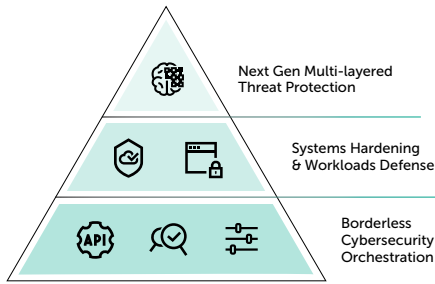 Next Gen Multi-layered
Threat Protection
Systems Hardening
& Workloads Defense
API
Borderless
Cybersecurity
Orchestration